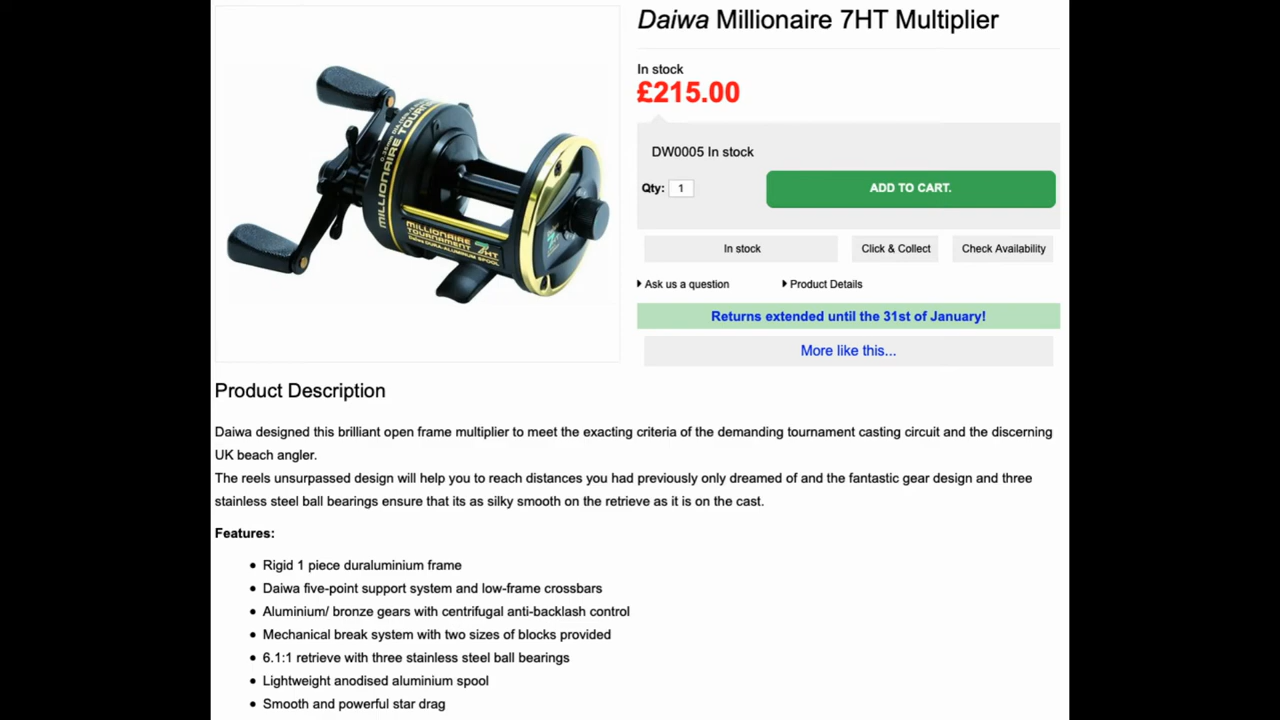 Daiwa Millionaire 7HT Multiplier
In stock
£215.00
DW0005 In stock
Qty: 1
ADD TO CART.
In stock
Click & Collect
Check Availability
Ask us a question
Product Details
Returns extended until the 31st of January!
More like this...
MILLIONAIRE TOURN
MILLIONAIRE
TOURNAMENT 7HT
Daiwa DURA-ALUMINUM SPOOL
Product Description
Daiwa designed this brilliant open frame multiplier to meet the exacting criteria of the demanding tournament casting circuit and the discerning
UK beach angler.
The reels unsurpassed design will help you to reach distances you had previously only dreamed of and the fantastic gear design and three
stainless steel ball bearings ensure that its as silky smooth on the retrieve as it is on the cast.
Features:
• Rigid 1 piece duraluminium frame
• Daiwa five-point support system and low-frame crossbars
• Aluminium/ bronze gears with centrifugal anti-backlash control
• Mechanical break system with two sizes of blocks provided
• 6.1:1 retrieve with three stainless steel ball bearings
• Lightweight anodised aluminium spool
• Smooth and powerful star drag